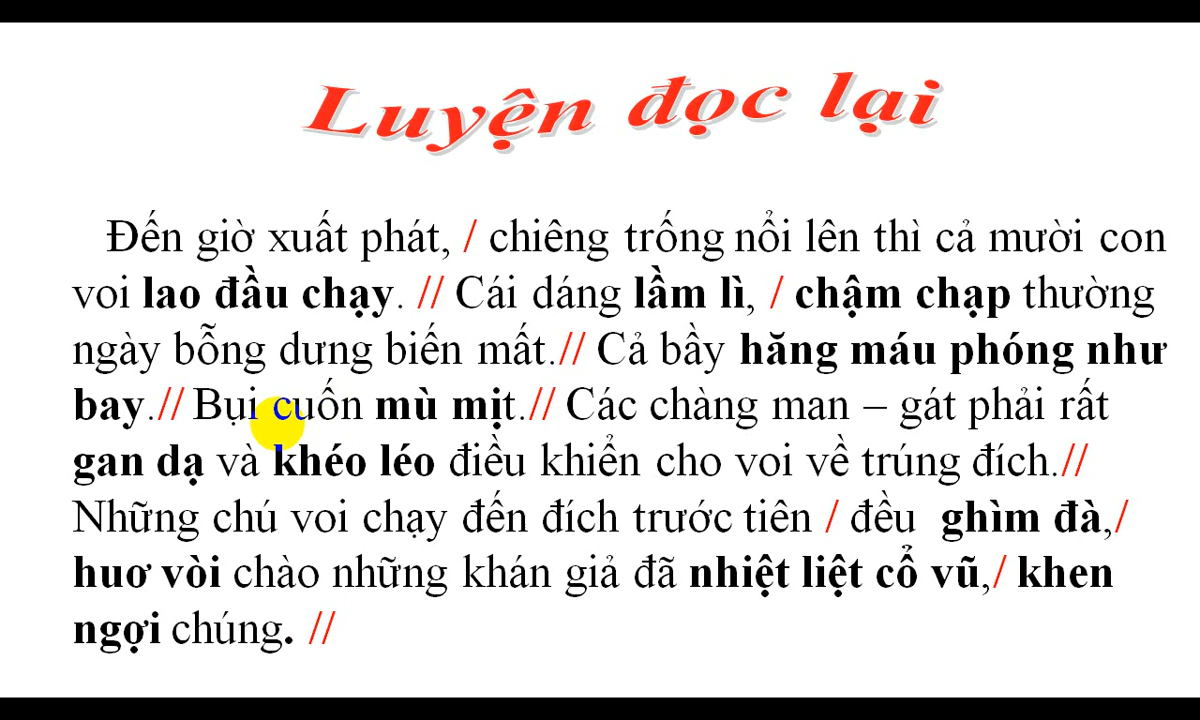 Luyện đọc lại
Đến giờ xuất phát, / chiêng trống nổi lên thì cả mười con
voi lao đầu chạy. // Cái dáng lầm lì, / chậm chạp thường
ngày bỗng dưng biến mất.// Cả bầy hăng máu phóng như
bay.// Bụi cuốn mù mịt.// Các chàng man – gát phải rất
gan dạ và khéo léo điều khiển cho voi về trúng đích.//
Những chú voi chạy đến đích trước tiên / đều ghìm đà,/
huơ vòi chào những khán giả đã nhiệt liệt cổ vũ,/ khen
ngợi chúng. //